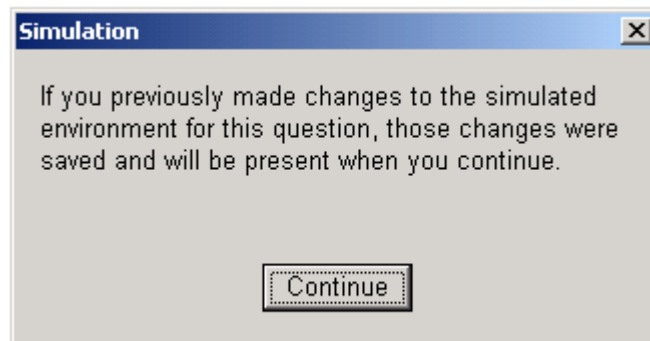 Simulation
If you previously made changes to the simulated
environment for this question, those changes were
saved and will be present when you continue.
Continue